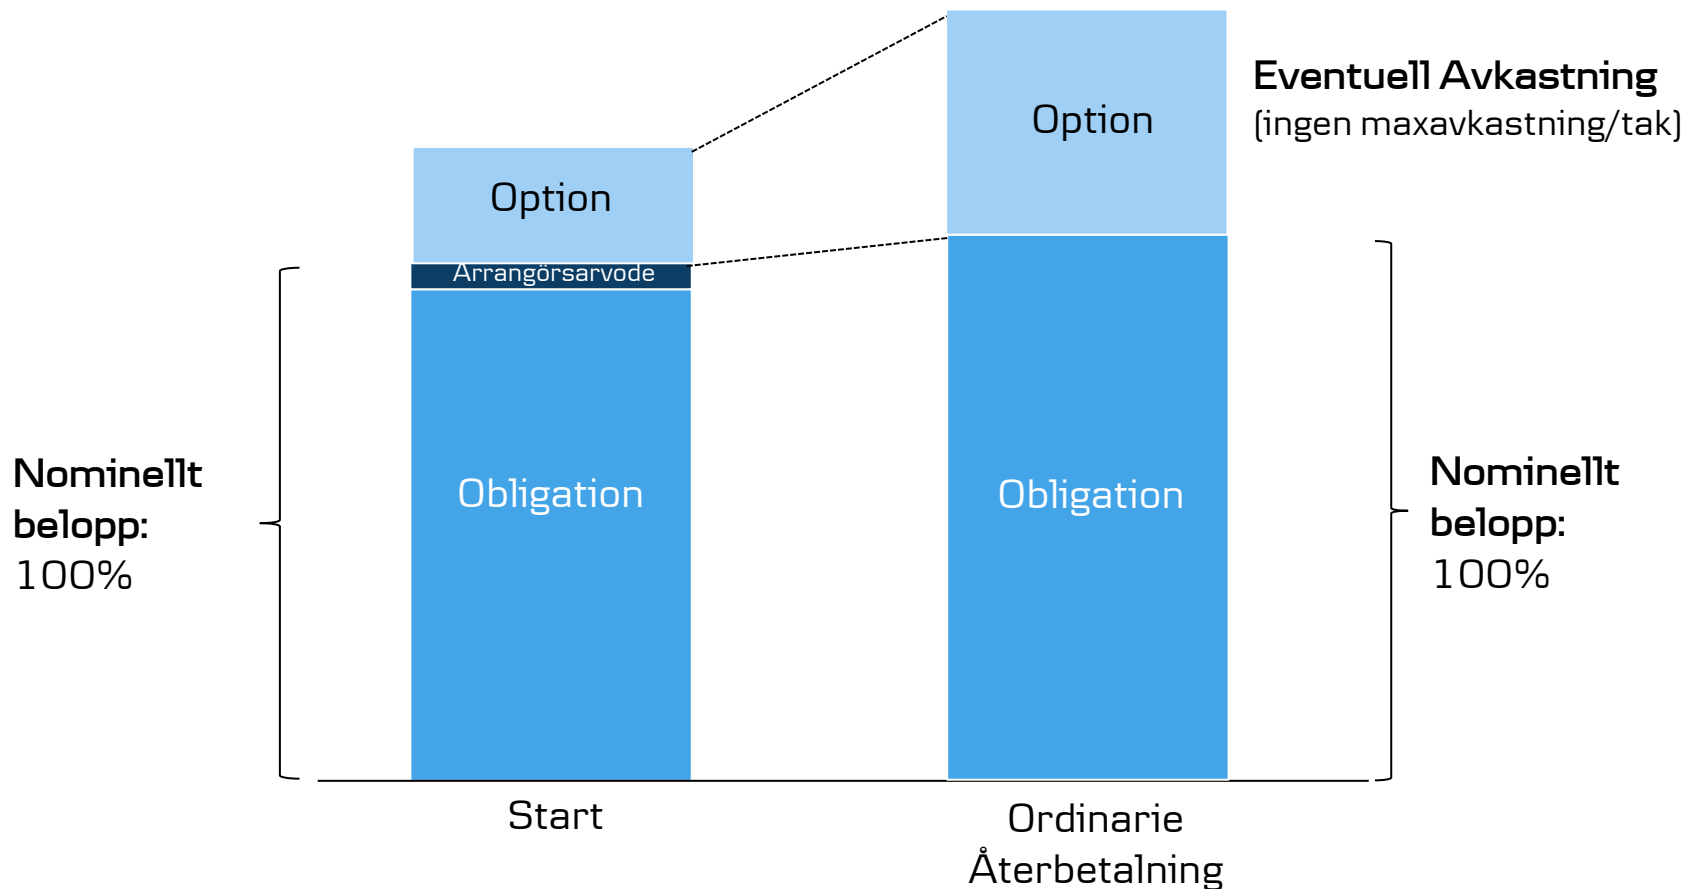 Eventuell Avkastning
(ingen maxavkastning/tak)
Option
Option
Arrangörsarvode
Obligation
Obligation
Nominellt
belopp:
100%
Nominellt
belopp:
100%
Start
Ordinarie
Återbetalning